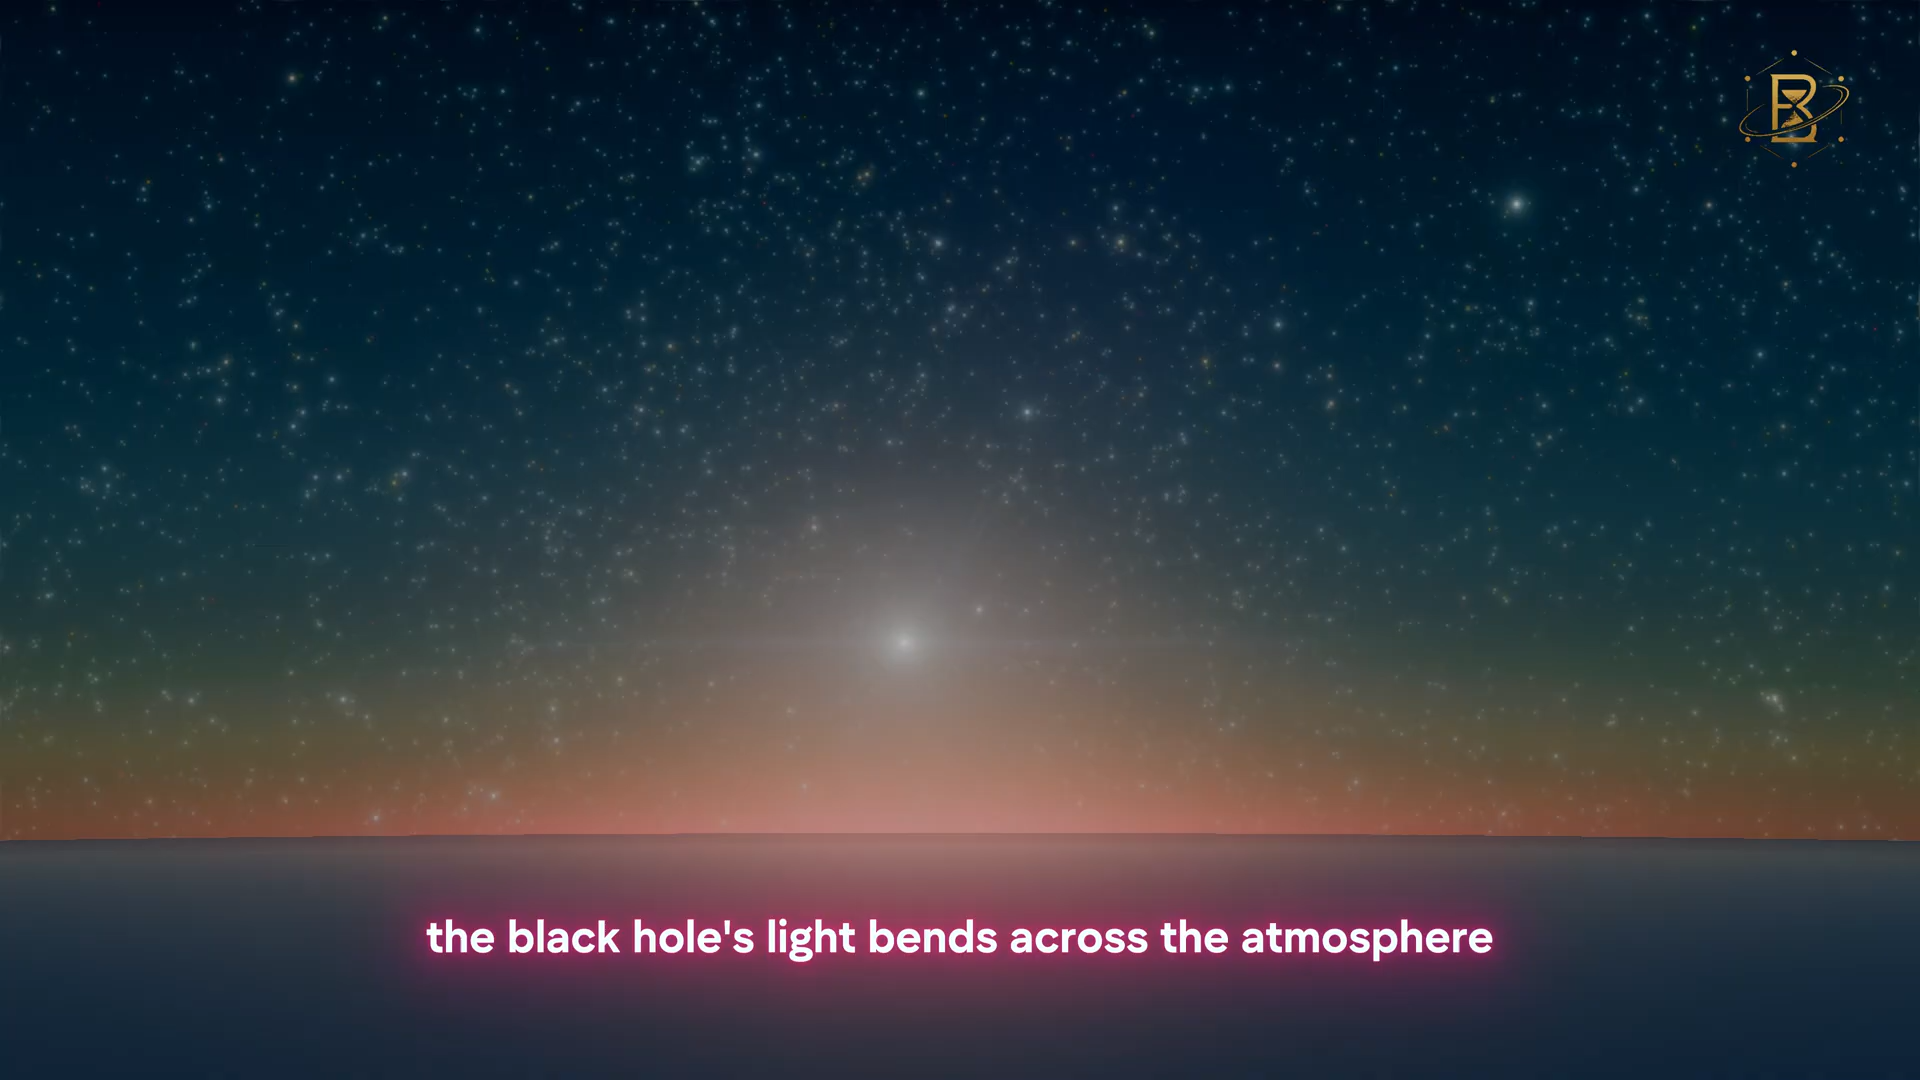 the black hole's light bends across the atmosphere